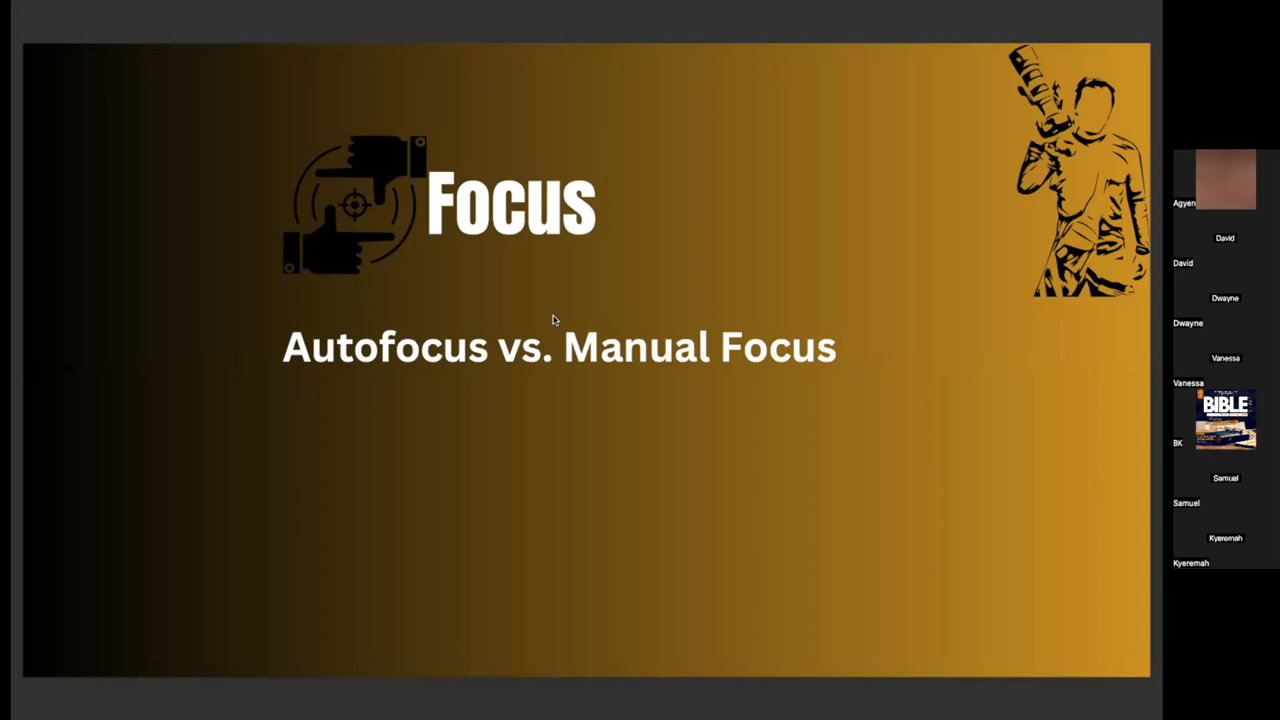 Focus
Autofocus vs. Manual Focus
Agyen
David
David
Dwayne
Dwayne
Vanessa
Vanessa
BIBLE
BK
Samuel
Samuel
Kyeremah
Kyeremah